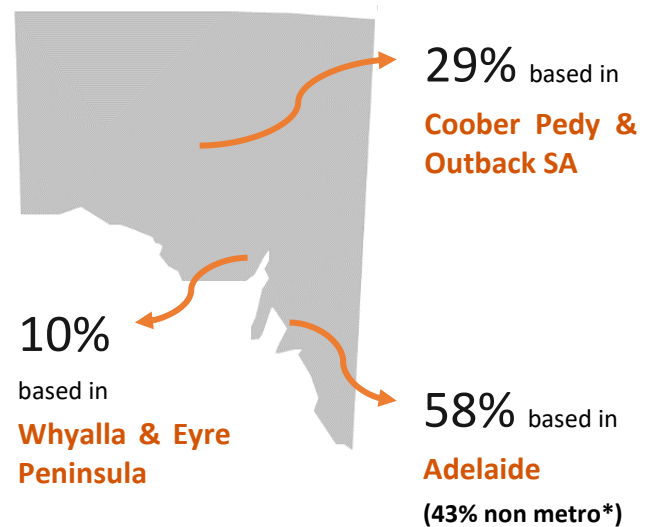 29% based in
Coober Pedy &
Outback SA
10%
based in
Whyalla & Eyre
Peninsula
58% based in
Adelaide
(43% non metro*)